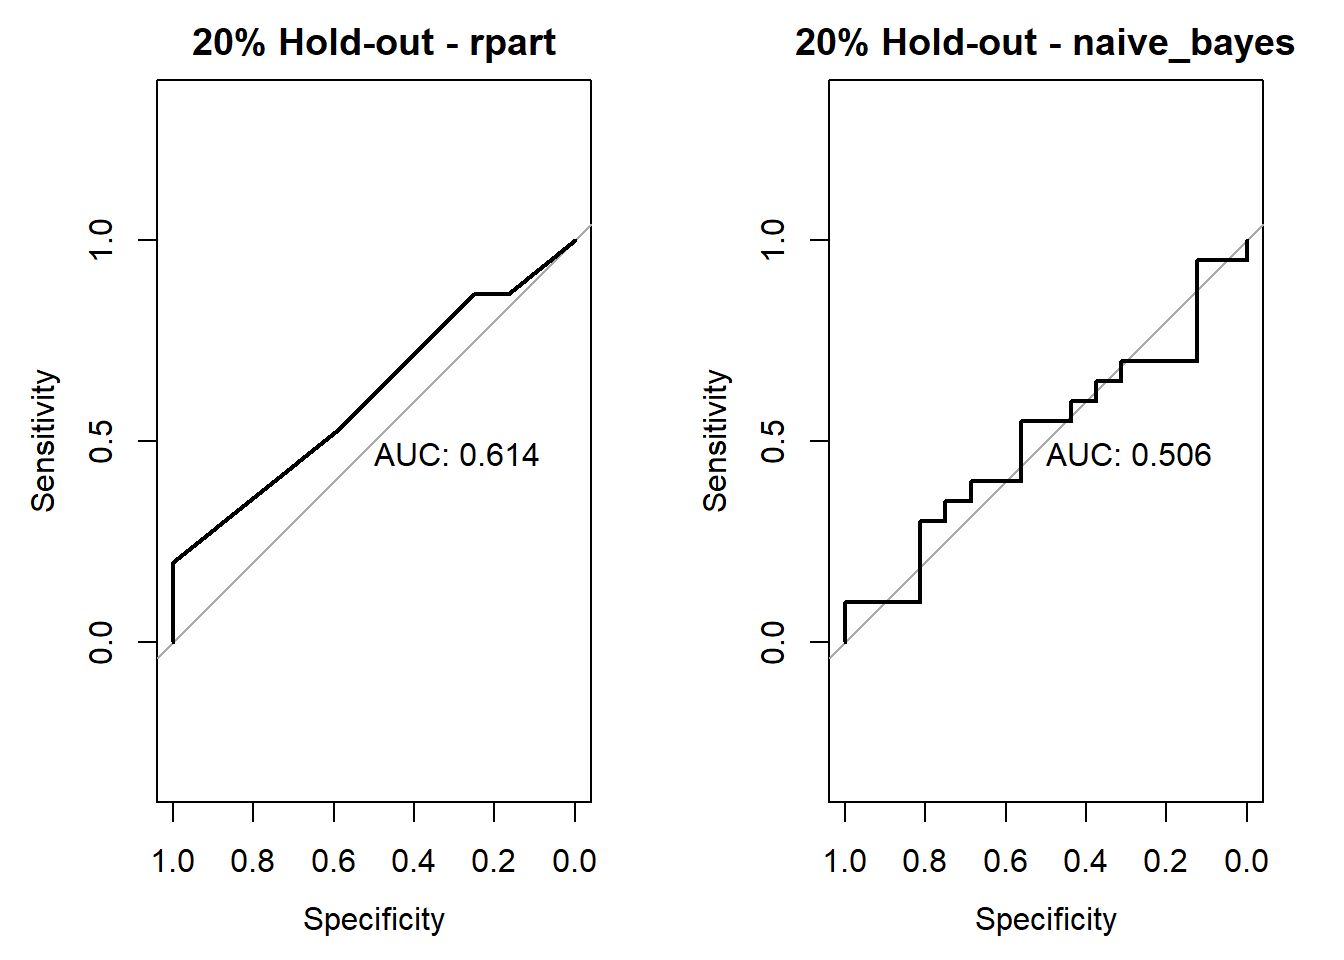 20% Hold-out - rpart
Sensitivity
1.0
0.5
0.0
AUC: 0.614
1.0 0.8 0.6 0.4 0.2 0.0
Specificity
20% Hold-out - naive_bayes
Sensitivity
1.0
0.5
0.0
AUC: 0.506
1.0 0.8 0.6 0.4 0.2 0.0
Specificity